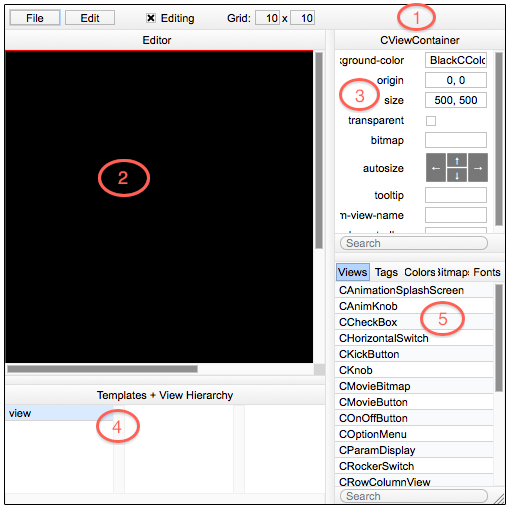 File Edit Editing Grid: 10 x 10 1
Editor
2
Templates + View Hierarchy
view
4
CViewContainer
kground-color BlackCColo
origin 0, 0
3
size 500, 500
transparent
bitmap
autosize ← ↑ ↓ →
tooltip
m-view-name
Search
Views Tags Colors Bitmaps Fonts
CAnimationSplashScreen
CAnimKnob
CCheckBox
5
CHorizontalSwitch
CKickButton
CKnob
CMovieBitmap
CMovieButton
COnOffButton
COptionMenu
CParamDisplay
CRockerSwitch
CRowColumnView
Search